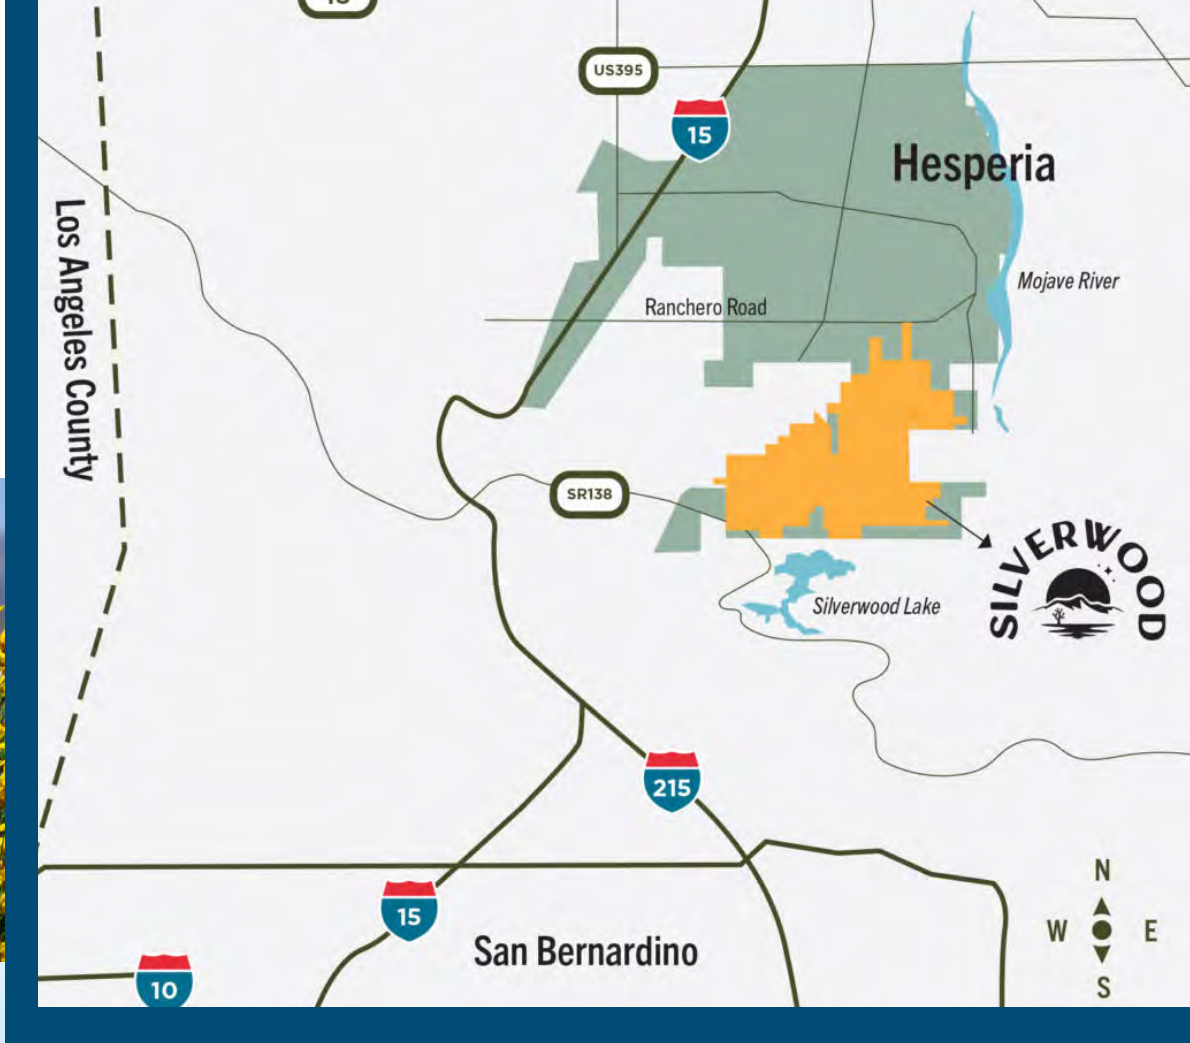 US395
15
Hesperia
Los Angeles County
Mojave River
Ranchero Road
SR138
SILVERWOOD
Silverwood Lake
215
N
W E
S
15
San Bernardino
10